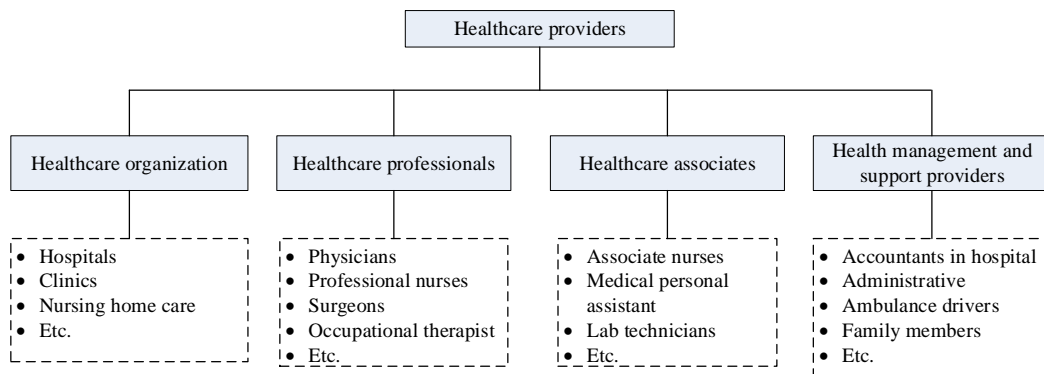 Healthcare providers
Healthcare organization
Healthcare professionals
Healthcare associates
Health management and
support providers
• Hospitals
• Clinics
• Nursing home care
• Etc.
• Physicians
• Professional nurses
• Surgeons
• Occupational therapist
• Etc.
• Associate nurses
• Medical personal
assistant
• Lab technicians
• Etc.
• Accountants in hospital
• Administrative
• Ambulance drivers
• Family members
• Etc.